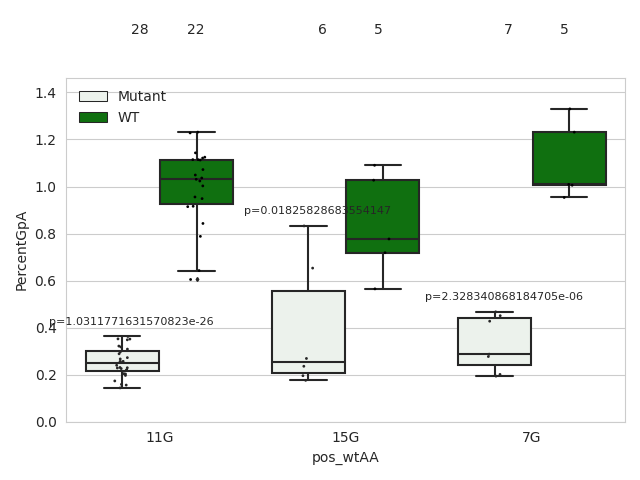 28 22 6 5 7 5
1.4
Mutant
WT
1.2
1.0
p=0.01825828683554147
0.8
PercentGpA
0.6
p=2.328340868184705e-06
0.4
p=1.0311771631570823e-26
0.2
0.0
11G 15G 7G
pos_wtAA